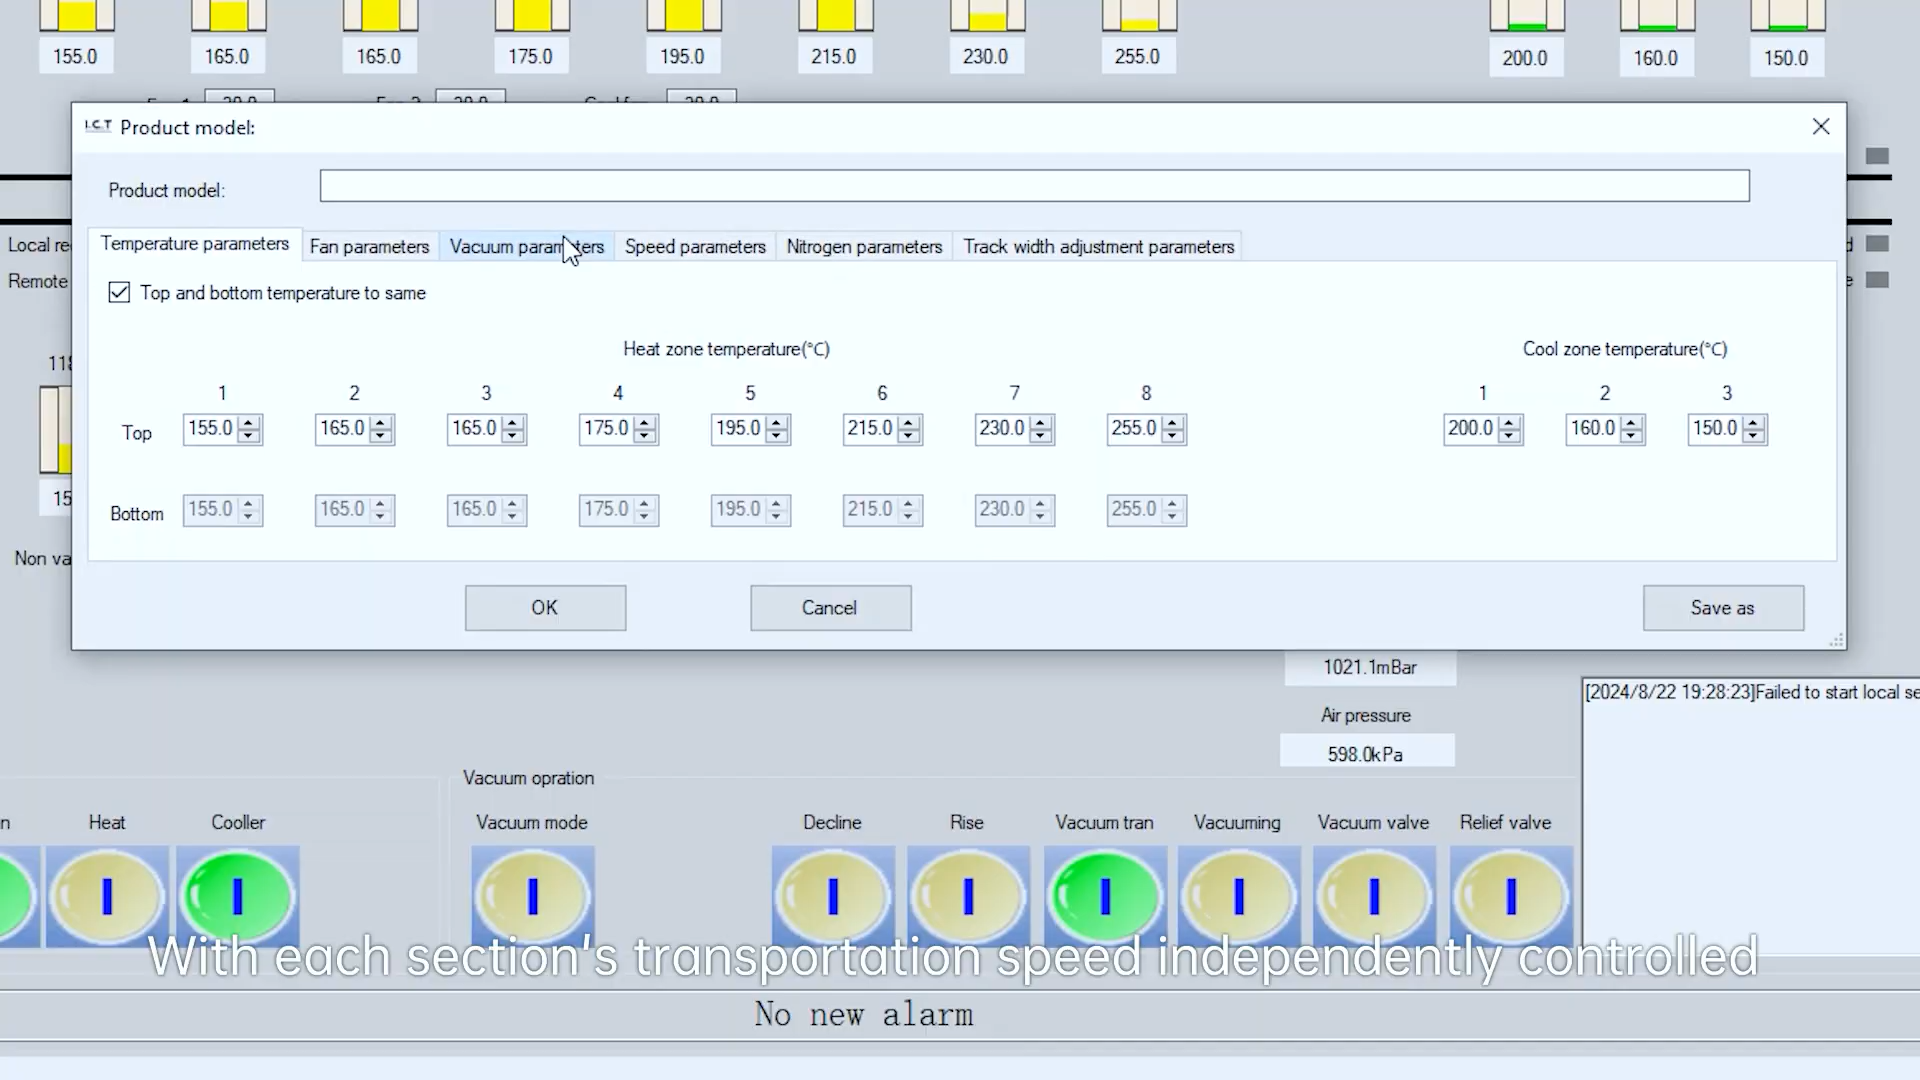 155.0 165.0 165.0 175.0 195.0 215.0 230.0 255.0 200.0 160.0 150.0
I.C.T Product model:
Product model:
Temperature parameters Fan parameters Vacuum parameters Speed parameters Nitrogen parameters Track width adjustment parameters
Local re
Remote
Top and bottom temperature to same
Heat zone temperature(°C) Cool zone temperature(°C)
118
1 2 3 4 5 6 7 8 1 2 3
Top 155.0 165.0 165.0 175.0 195.0 215.0 230.0 255.0 200.0 160.0 150.0
15
Bottom 155.0 165.0 165.0 175.0 195.0 215.0 230.0 255.0
Non va
OK Cancel Save as
1021.1mBar
[2024/8/22 19:28:23]Failed to start local se
Air pressure
598.0kPa
Vacuum opration
n Heat Cooller Vacuum mode Decline Rise Vacuum tran Vacuuming Vacuum valve Relief valve
With each section's transportation speed independently controlled
No new alarm